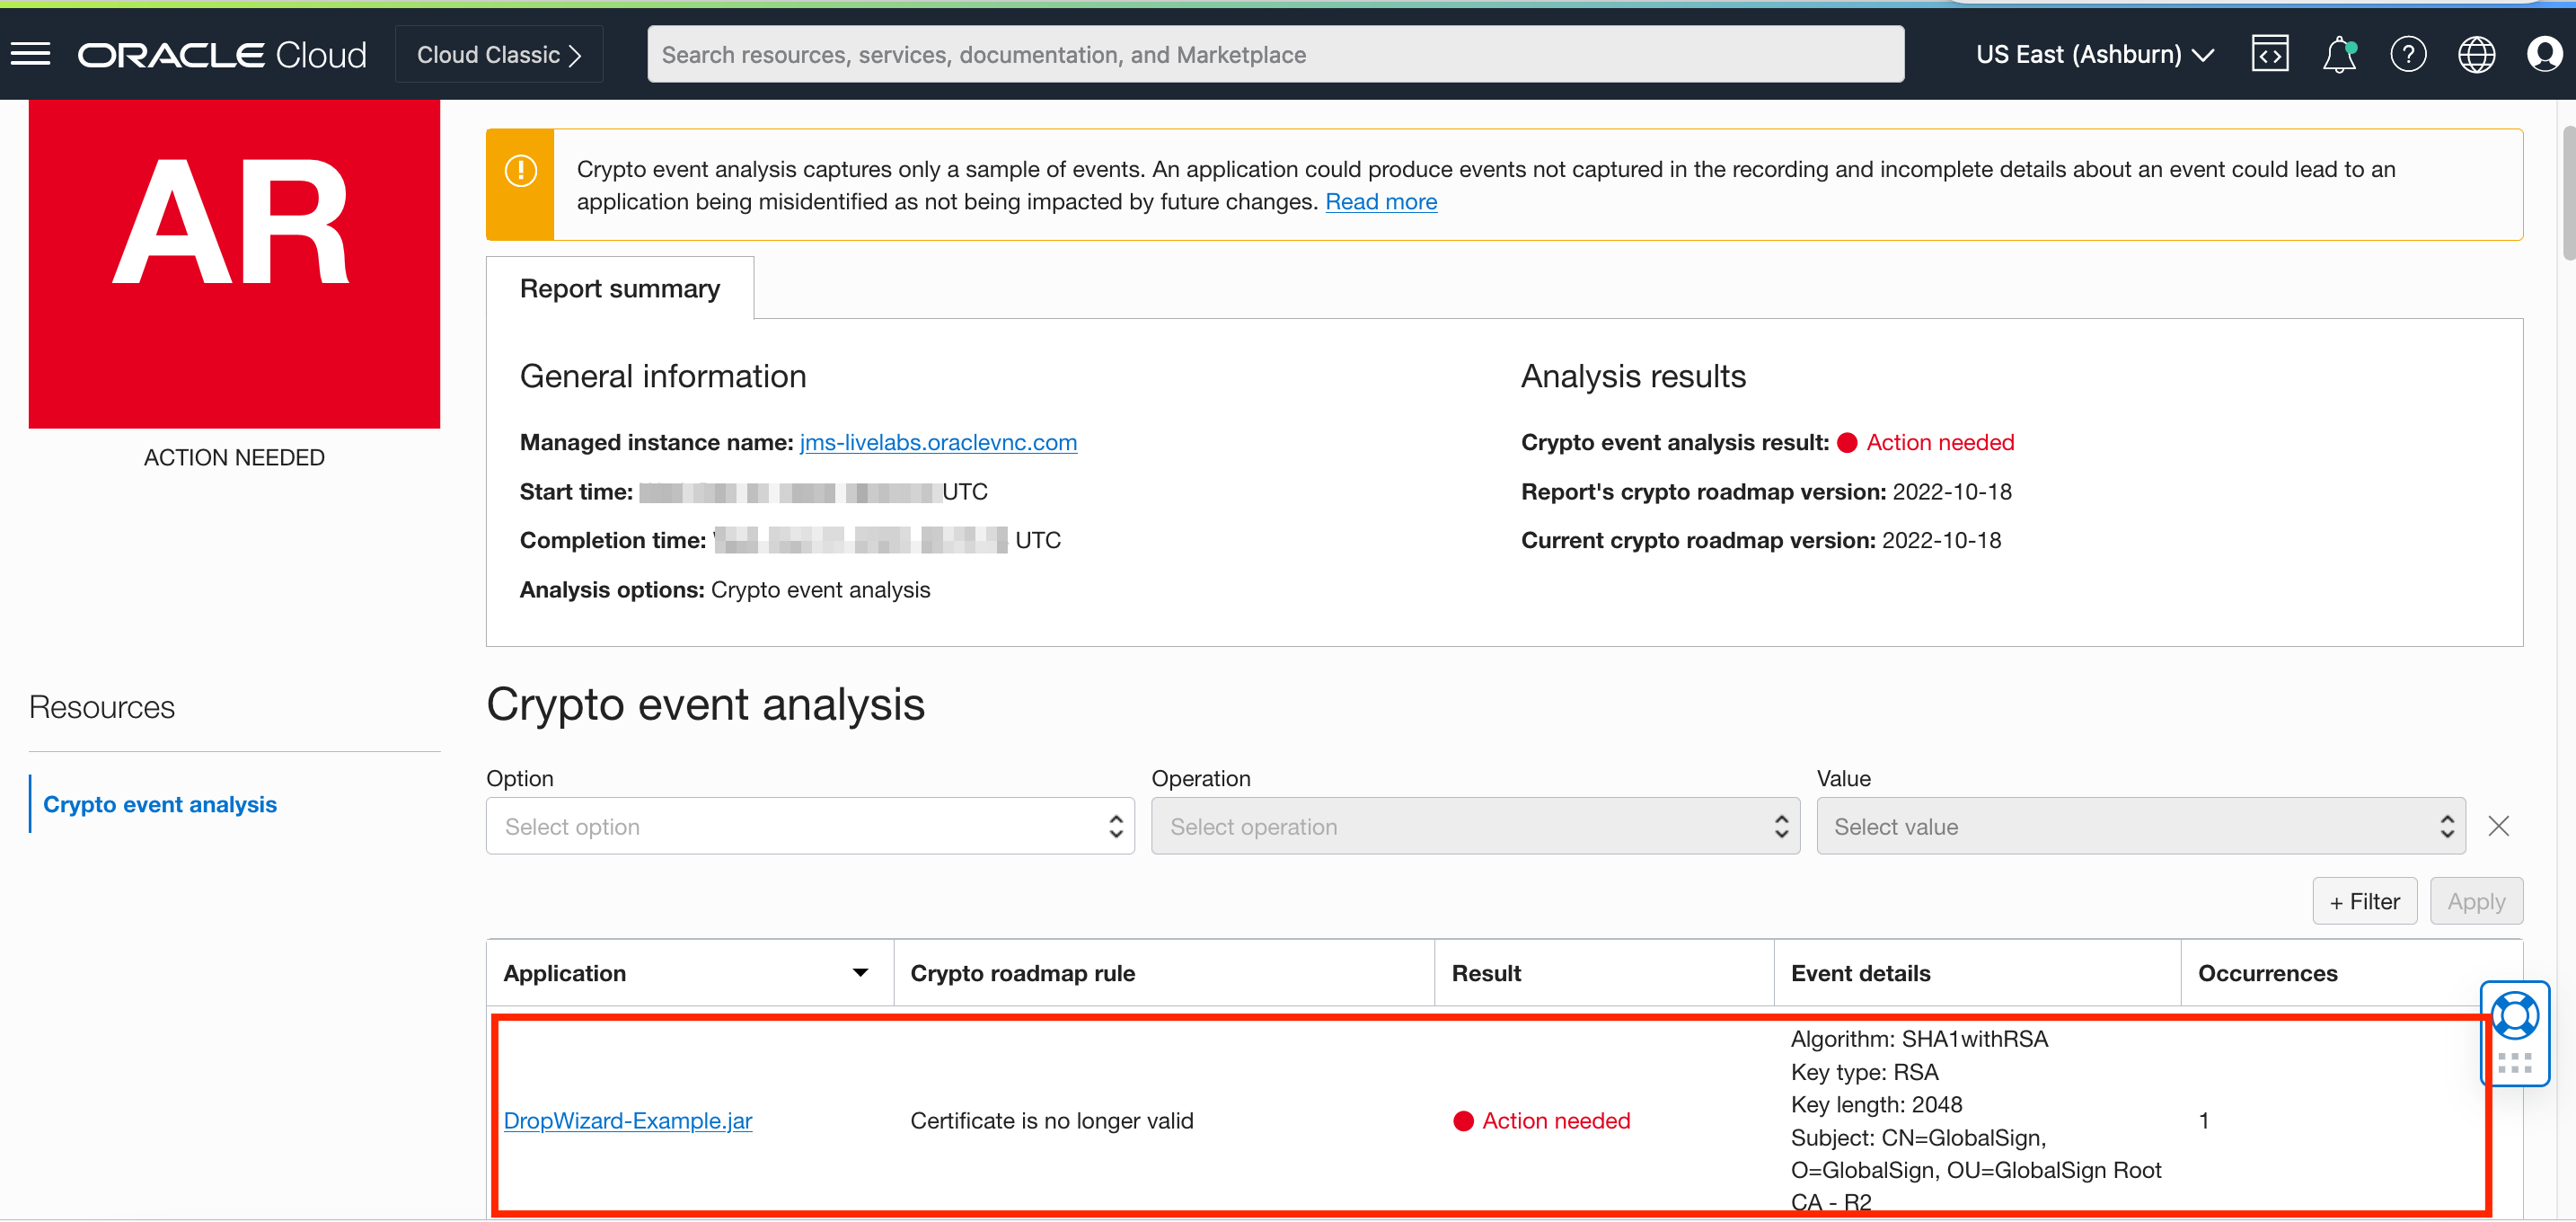 ORACLE Cloud
Cloud Classic
Search resources, services, documentation, and Marketplace
US East (Ashburn)
AR
ACTION NEEDED
Crypto event analysis captures only a sample of events. An application could produce events not captured in the recording and incomplete details about an event could lead to an
application being misidentified as not being impacted by future changes. Read more
Report summary
General information
Managed instance name: jms-livelabs.oraclevnc.com
Start time: UTC
Completion time: UTC
Analysis options: Crypto event analysis
Analysis results
Crypto event analysis result: Action needed
Report's crypto roadmap version: 2022-10-18
Current crypto roadmap version: 2022-10-18
Resources
Crypto event analysis
Crypto event analysis
Option
Operation
Value
Select option
Select operation
Select value
+ Filter
Apply
Application
Crypto roadmap rule
Result
Event details
Occurrences
DropWizard-Example.jar
Certificate is no longer valid
Action needed
Algorithm: SHA1withRSA
Key type: RSA
Key length: 2048
Subject: CN=GlobalSign,
O=GlobalSign, OU=GlobalSign Root
CA - R2
1